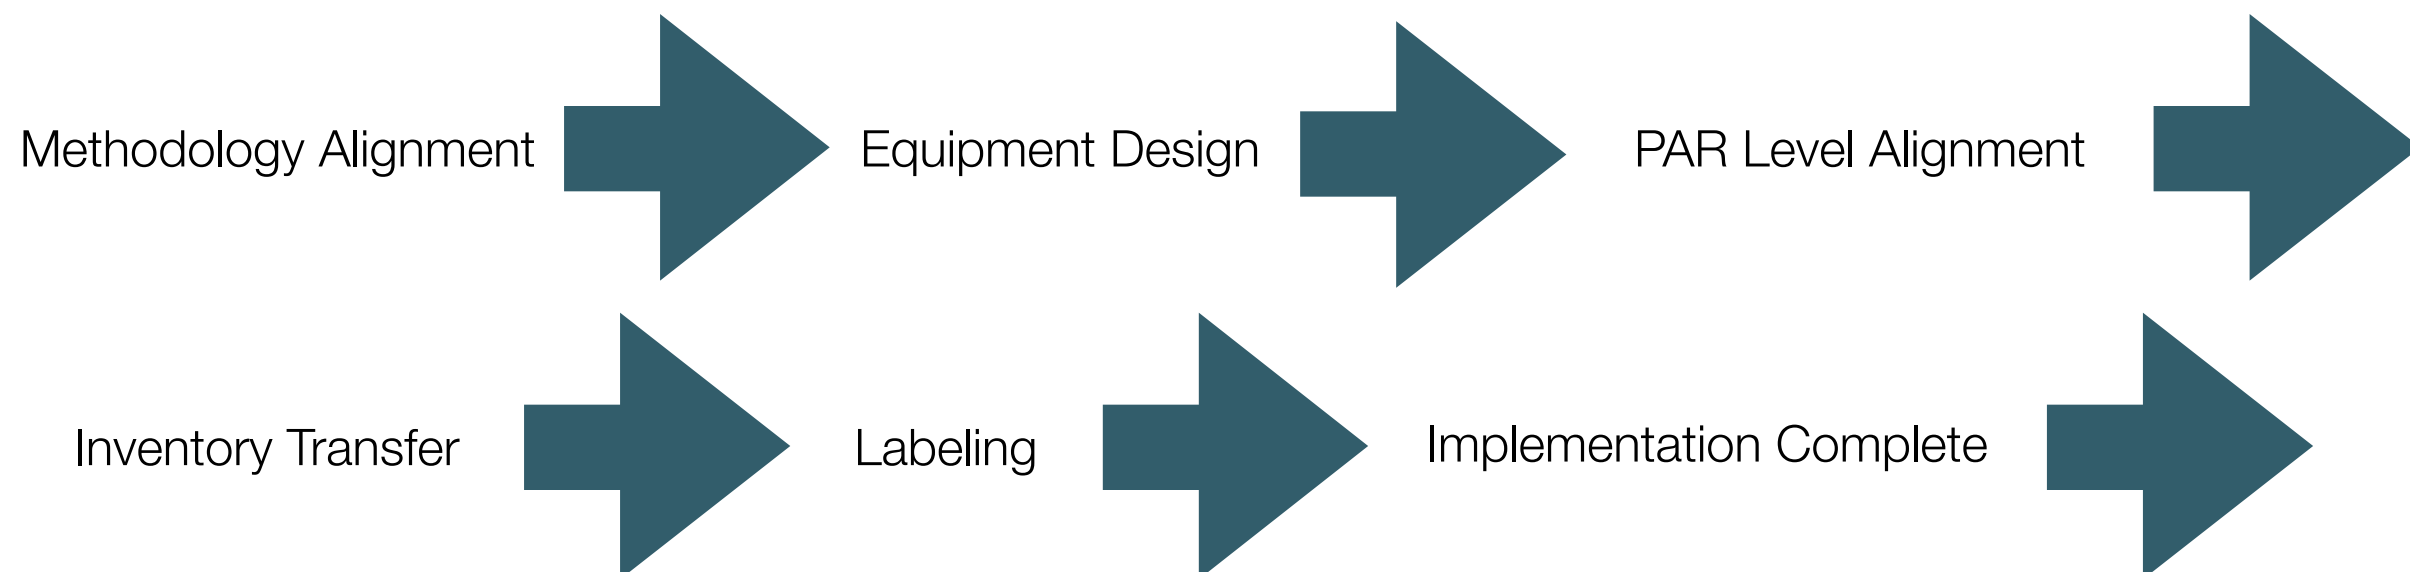 Methodology Alignment
Equipment Design
PAR Level Alignment
Inventory Transfer
Labeling
Implementation Complete